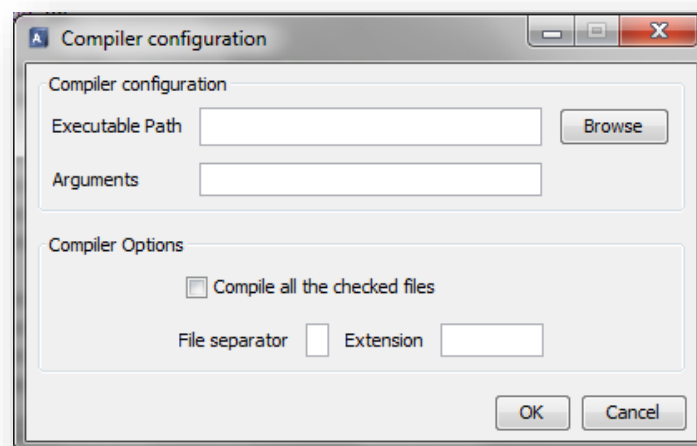 Compiler configuration
Compiler configuration
Executable Path Browse
Arguments
Compiler Options
Compile all the checked files
File separator Extension
OK Cancel